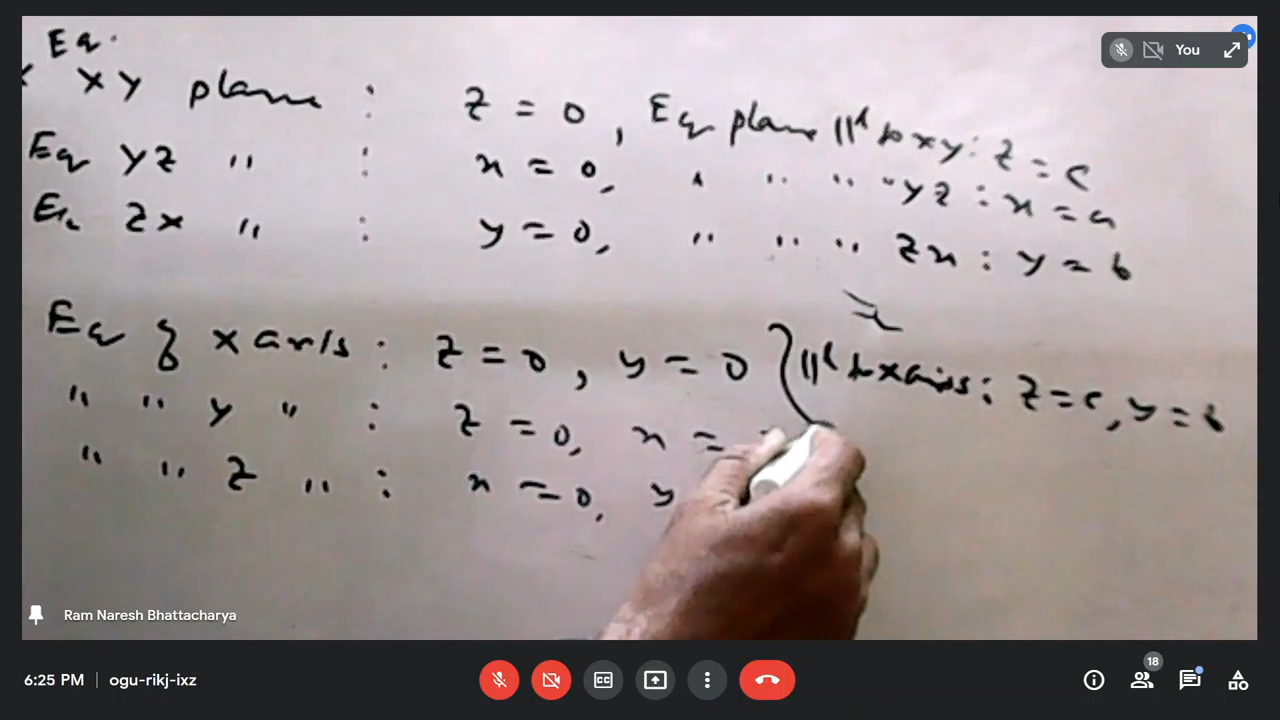 You
Eq.
XY plane : z = 0, Eq plane ||l to xy : z = c
Eq YZ " : x = 0, " " " " yz : x = a
Eq ZX " : y = 0, " " " zx : y = b
Eq of x axis : z = 0, y = 0 } ||l to x axis : z = c, y = b
" " y " : z = 0, x =
" " z " : x = 0, y
Ram Naresh Bhattacharya
6:25 PM | ogu-rikj-ixz
18